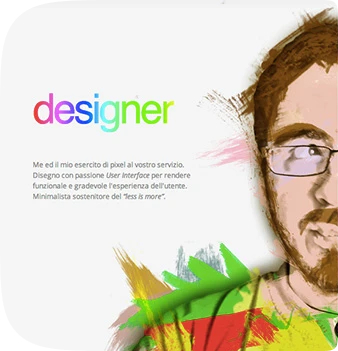 designer
Me ed il mio esercito di pixel al vostro servizio.
Disegno con passione User Interface per rendere
funzionale e gradevole l'esperienza dell'utente.
Minimalista sostenitore del "less is more".